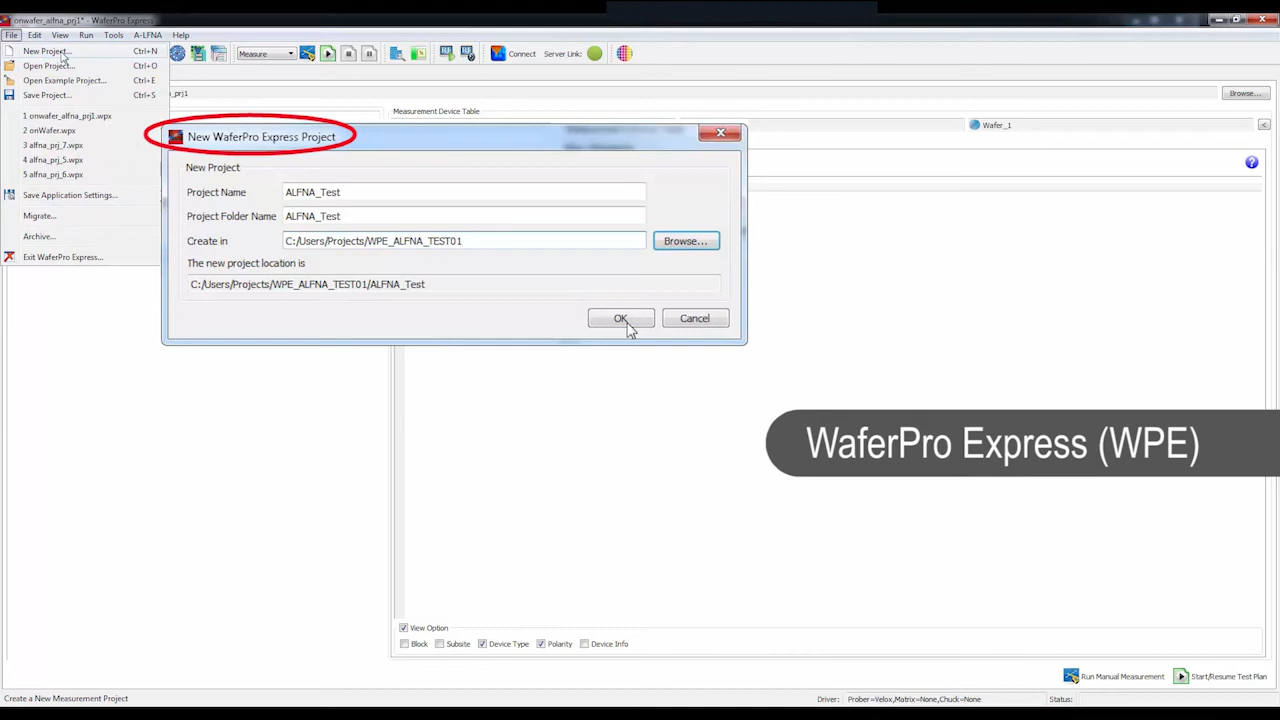 onwafer_alfna_prj1* - WaferPro Express
File Edit View Run Tools A-LFNA Help
New Project... Ctrl+N
Open Project... Ctrl+O
Open Example Project... Ctrl+E
Save Project... Ctrl+S
1 onwafer_alfna_prj1.wpx
2 onWafer.wpx
3 alfna_prj_7.wpx
4 alfna_prj_5.wpx
5 alfna_prj_6.wpx
Save Application Settings...
Migrate...
Archive...
Exit WaferPro Express...
Measure
Connect Server Link:
_prj1
Browse...
Measurement Device Table
Wafer_1
<
New WaferPro Express Project
New Project
Project Name ALFNA_Test
Project Folder Name ALFNA_Test
Create in C:/Users/Projects/WPE_ALFNA_TEST01 Browse...
The new project location is
C:/Users/Projects/WPE_ALFNA_TEST01/ALFNA_Test
OK Cancel
WaferPro Express (WPE)
View Option
Block Subsite Device Type Polarity Device Info
Run Manual Measurement Start/Resume Test Plan
Create a New Measurement Project
Driver: Prober=Velox,Matrix=None,Chuck=None Status: